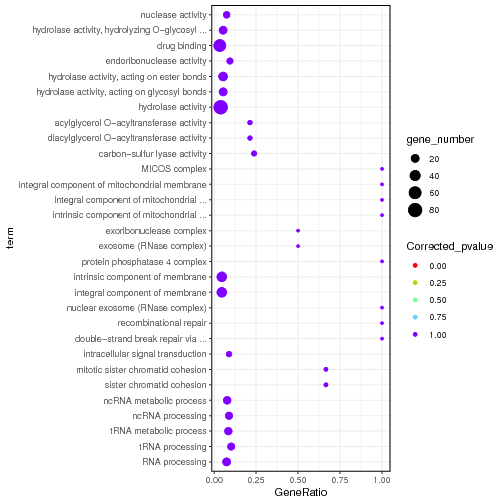 nuclease activity
hydrolase activity, hydrolyzing O−glycosyl ...
drug binding
endoribonuclease activity
hydrolase activity, acting on ester bonds
hydrolase activity, acting on glycosyl bonds
hydrolase activity
acylglycerol O−acyltransferase activity
diacylglycerol O−acyltransferase activity
carbon−sulfur lyase activity
MICOS complex
integral component of mitochondrial membrane
integral component of mitochondrial ...
intrinsic component of mitochondrial ...
exoribonuclease complex
exosome (RNase complex)
protein phosphatase 4 complex
intrinsic component of membrane
integral component of membrane
nuclear exosome (RNase complex)
recombinational repair
double−strand break repair via ...
intracellular signal transduction
mitotic sister chromatid cohesion
sister chromatid cohesion
ncRNA metabolic process
ncRNA processing
tRNA metabolic process
tRNA processing
RNA processing
term
0.00 0.25 0.50 0.75 1.00
GeneRatio
gene_number
20
40
60
80
Corrected_pvalue
0.00
0.25
0.50
0.75
1.00